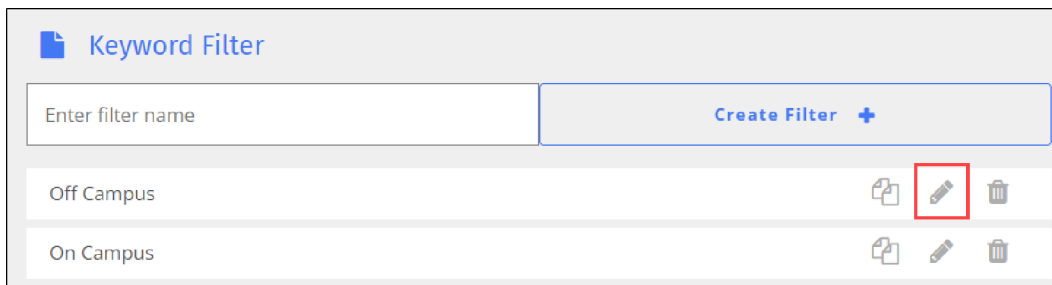 Keyword Filter
Enter filter name
Create Filter
Off Campus
On Campus